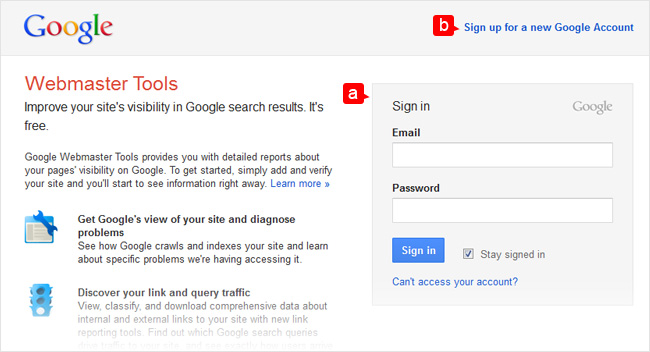 Google
b Sign up for a new Google Account
Webmaster Tools
Improve your site's visibility in Google search results. It's
free.
Google Webmaster Tools provides you with detailed reports about
your pages' visibility on Google. To get started, simply add and verify
your site and you'll start to see information right away. Learn more »
Get Google's view of your site and diagnose
problems
See how Google crawls and indexes your site and learn
about specific problems we're having accessing it.
Discover your link and query traffic
View, classify, and download comprehensive data about
internal and external links to your site with new link
reporting tools. Find out which Google search queries
a
Sign in Google
Email
Password
Sign in Stay signed in
Can't access your account?